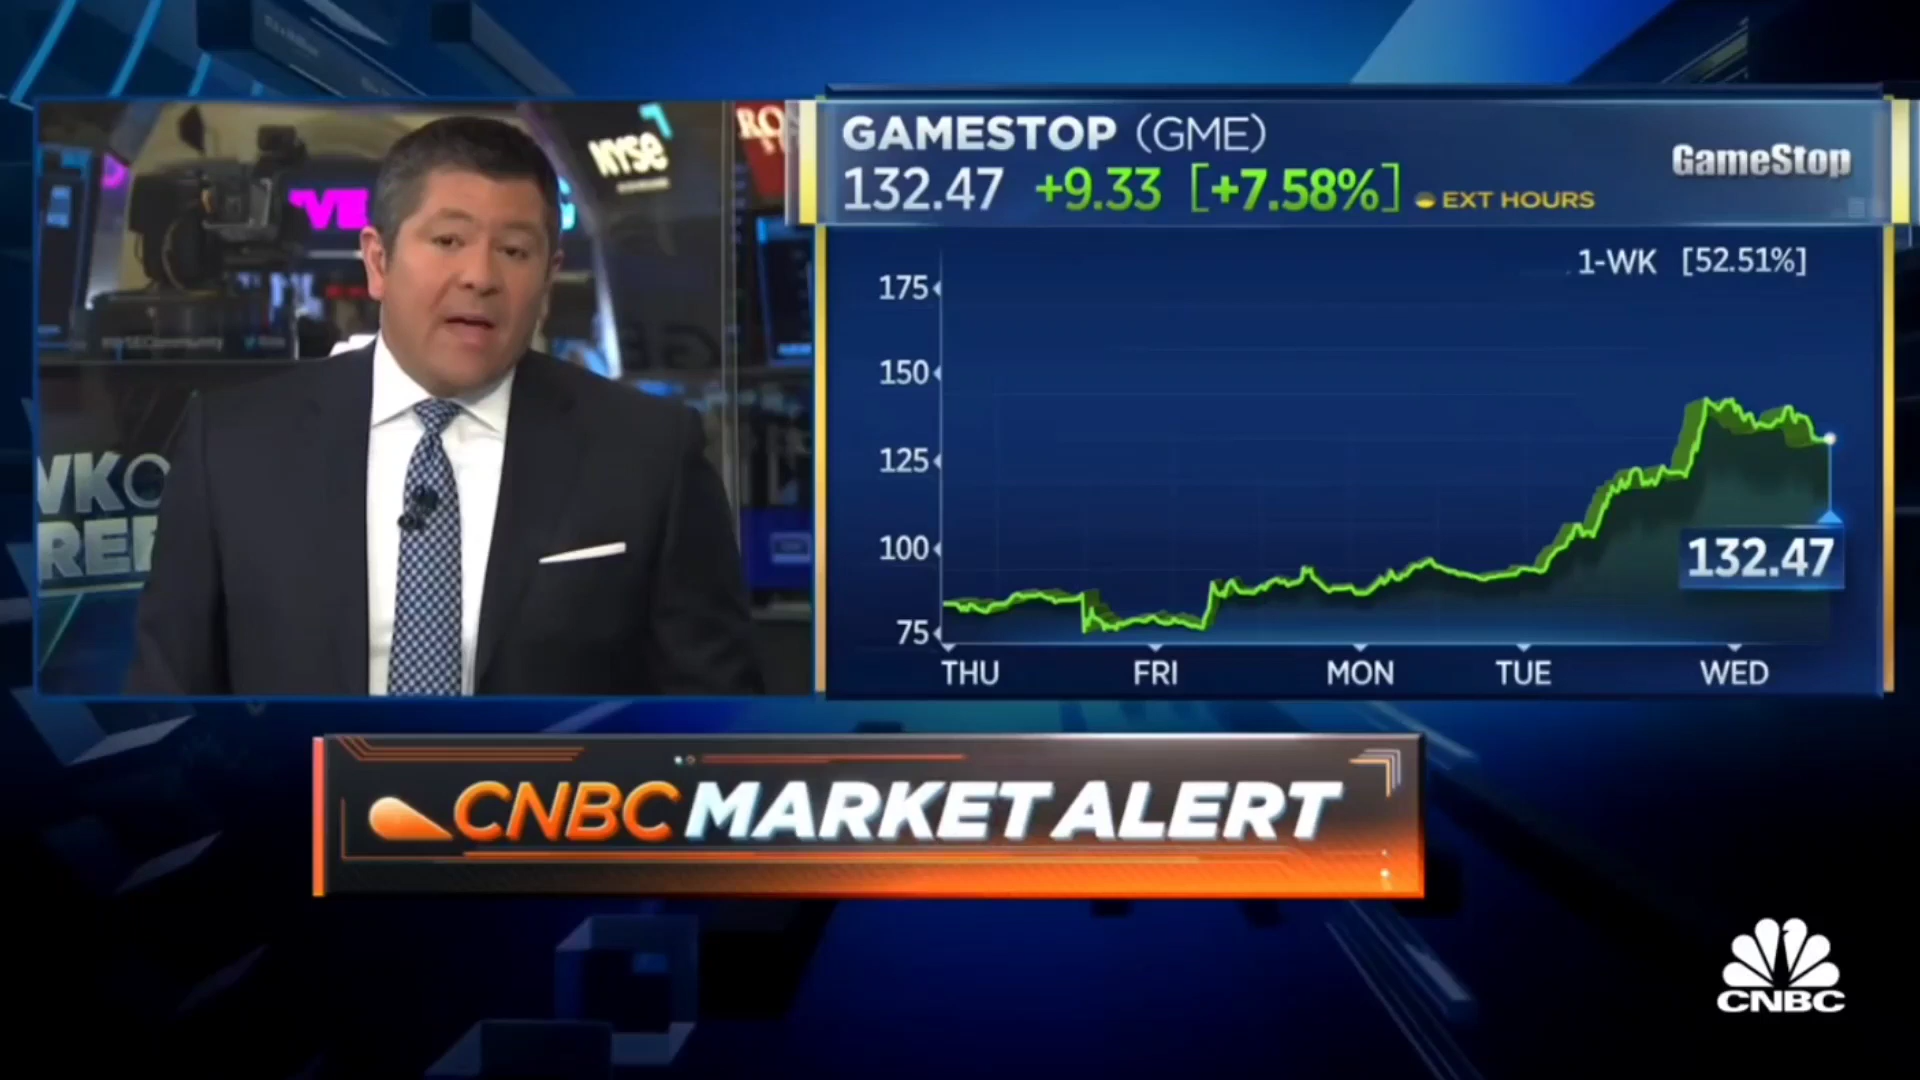 GAMESTOP (GME)
132.47 +9.33 [+7.58%] EXT HOURS
GameStop
1-WK [52.51%]
175
150
125
100
75
132.47
THU FRI MON TUE WED
NYSE
CNBC MARKET ALERT
CNBC